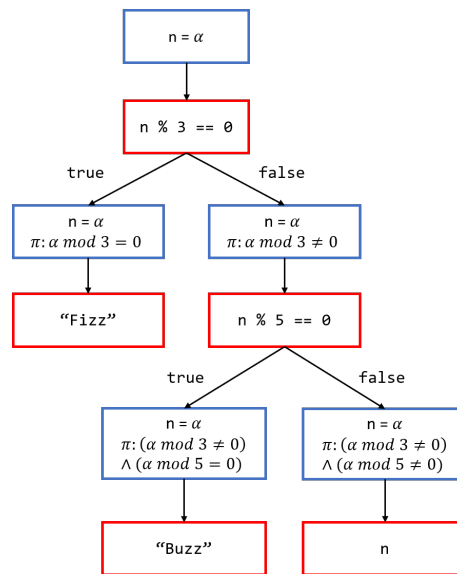 n = α
n % 3 == 0
true
false
n = α
π: α mod 3 = 0
n = α
π: α mod 3 ≠ 0
“Fizz”
n % 5 == 0
true
false
n = α
π: (α mod 3 ≠ 0)
∧ (α mod 5 = 0)
n = α
π: (α mod 3 ≠ 0)
∧ (α mod 5 ≠ 0)
“Buzz”
n